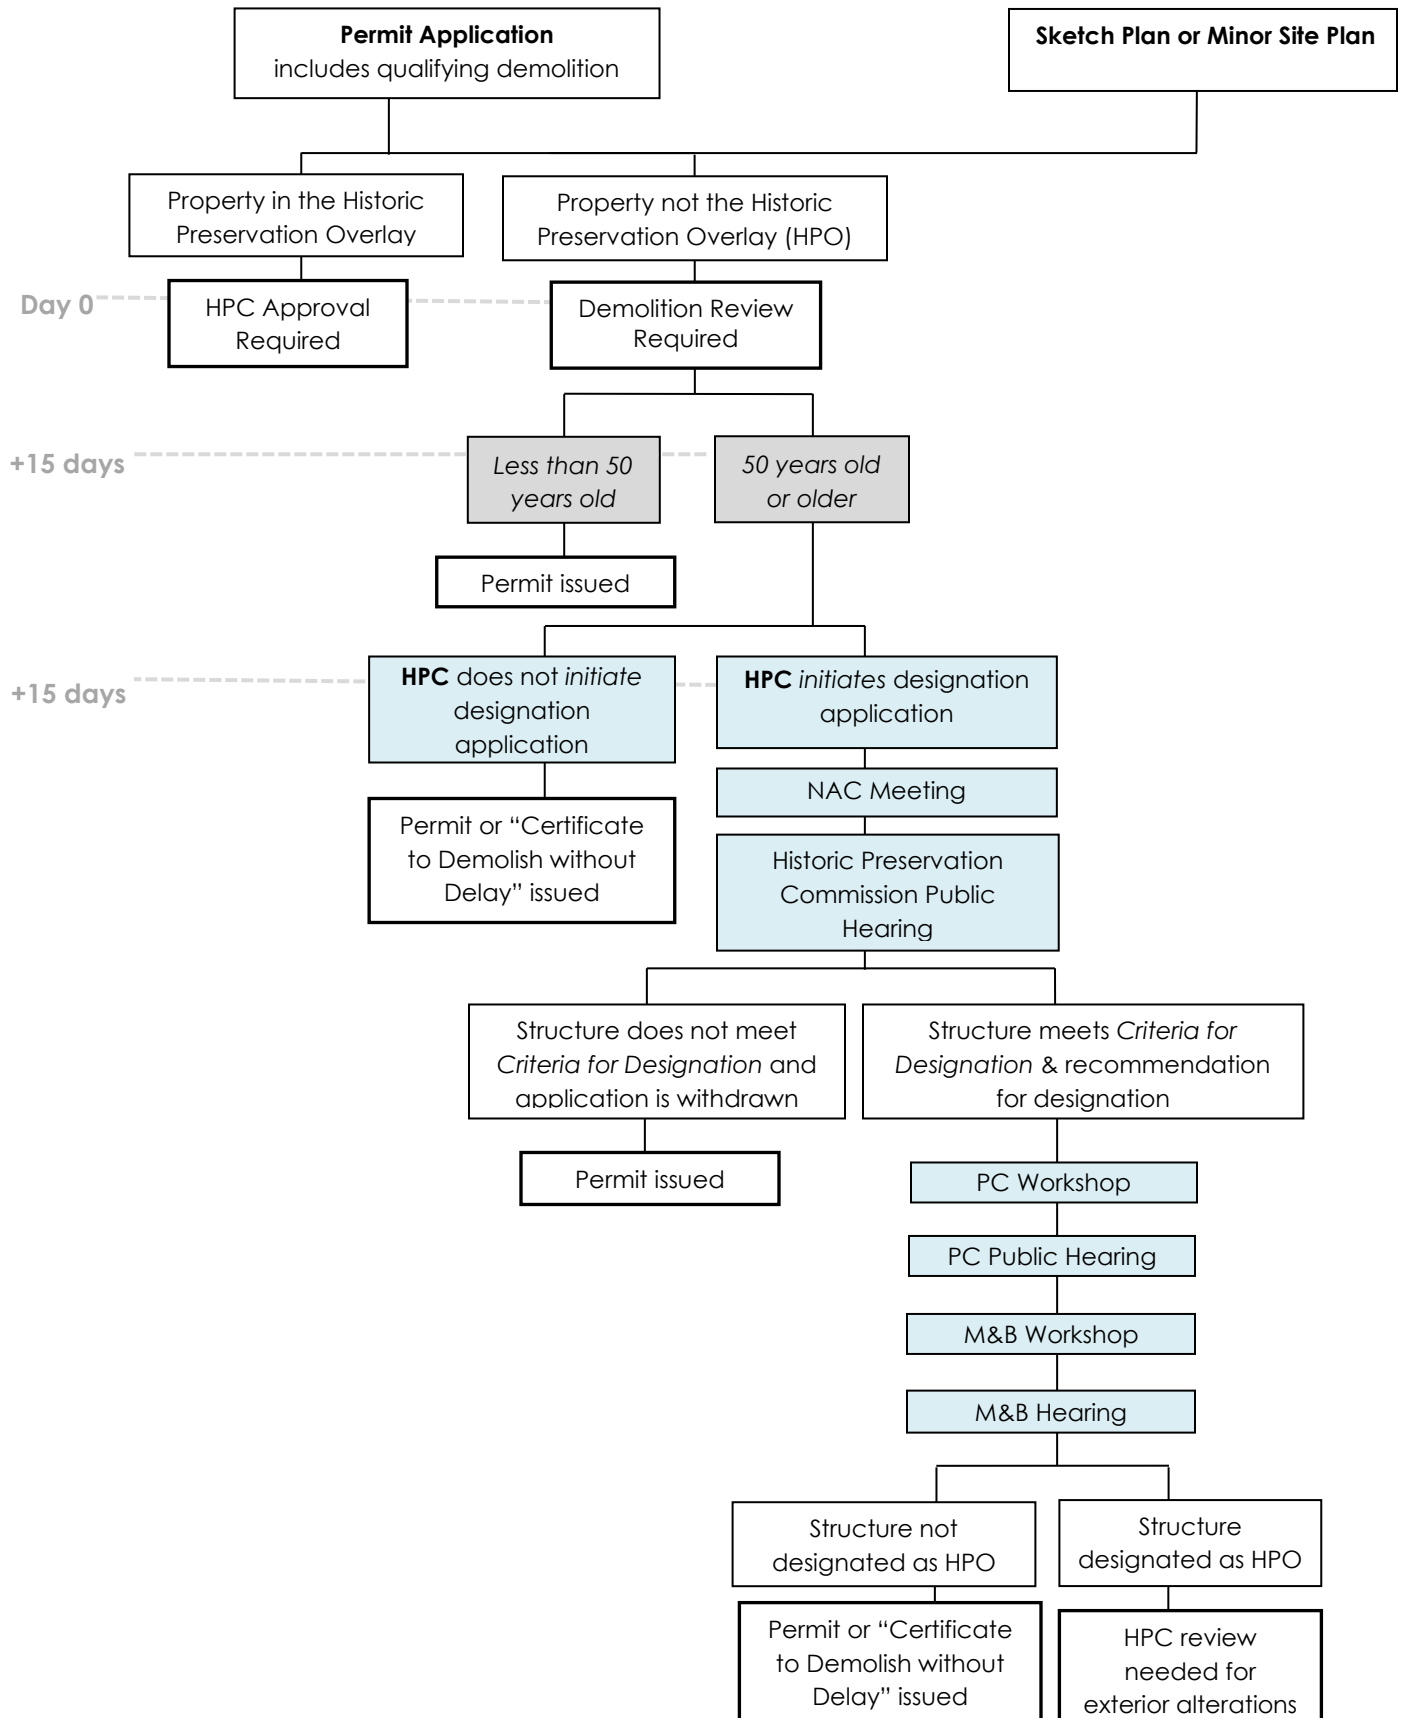 Permit Application
includes qualifying demolition
Sketch Plan or Minor Site Plan
Property in the Historic
Preservation Overlay
Property not the Historic
Preservation Overlay (HPO)
Day 0
HPC Approval
Required
Demolition Review
Required
+15 days
Less than 50
years old
50 years old
or older
Permit issued
+15 days
HPC does not initiate
designation
application
HPC initiates designation
application
NAC Meeting
Permit or “Certificate
to Demolish without
Delay” issued
Historic Preservation
Commission Public
Hearing
Structure does not meet
Criteria for Designation and
application is withdrawn
Structure meets Criteria for
Designation & recommendation
for designation
Permit issued
PC Workshop
PC Public Hearing
M&B Workshop
M&B Hearing
Structure not
designated as HPO
Structure
designated as HPO
Permit or “Certificate
to Demolish without
Delay” issued
HPC review
needed for
exterior alterations